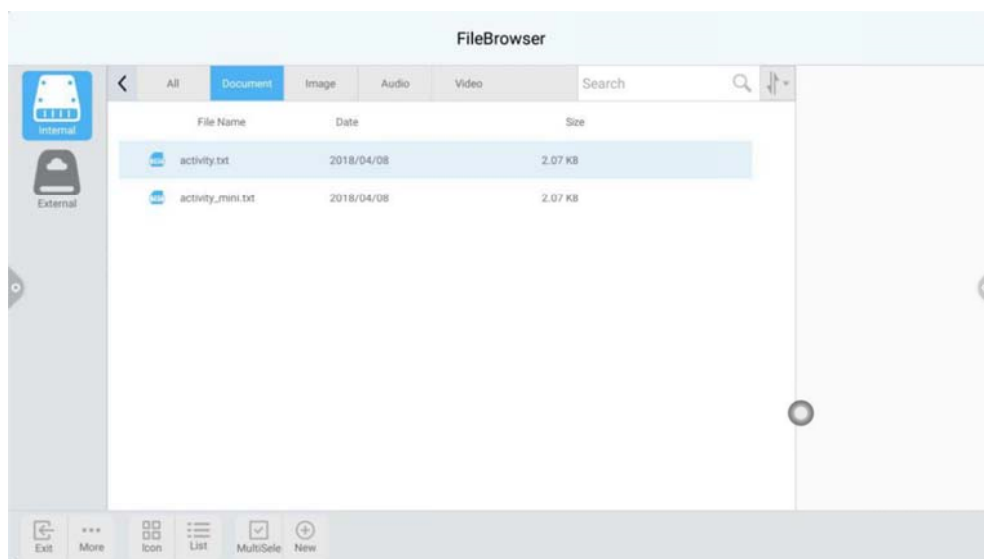 FileBrowser
All Document Image Audio Video Search
Internal
File Name Date Size
activity.txt 2018/04/08 2.07 KB
activity_mini.txt 2018/04/08 2.07 KB
External
Exit More Icon List MultiSele New